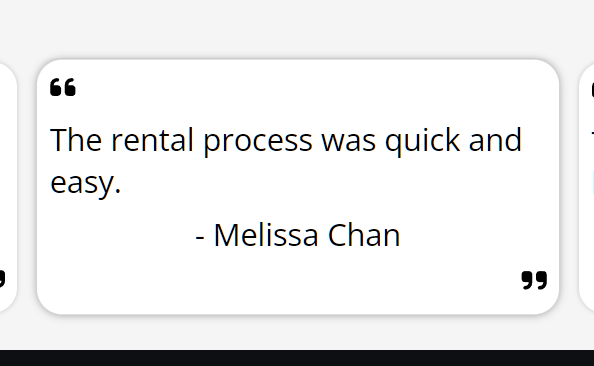 “
The rental process was quick and
easy.
- Melissa Chan
”